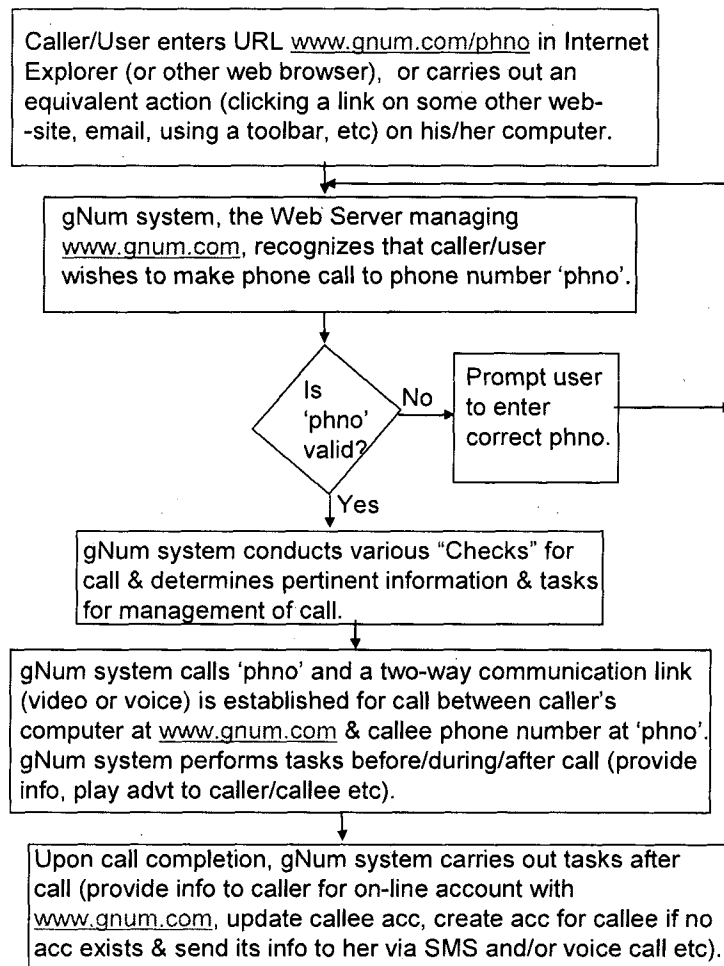 Caller/User enters URL www.gnum.com/phno in Internet
Explorer (or other web browser), or carries out an
equivalent action (clicking a link on some other web-
-site, email, using a toolbar, etc) on his/her computer.
gNum system, the Web Server managing
www.gnum.com, recognizes that caller/user
wishes to make phone call to phone number 'phno'.
Is
'phno'
valid?
No
Prompt user
to enter
correct phno.
Yes
gNum system conducts various “Checks” for
call & determines pertinent information & tasks
for management of call.
gNum system calls 'phno' and a two-way communication link
(video or voice) is established for call between caller's
computer at www.gnum.com & callee phone number at 'phno'.
gNum system performs tasks before/during/after call (provide
info, play advt to caller/callee etc).
Upon call completion, gNum system carries out tasks after
call (provide info to caller for on-line account with
www.gnum.com, update callee acc, create acc for callee if no
acc exists & send its info to her via SMS and/or voice call etc).